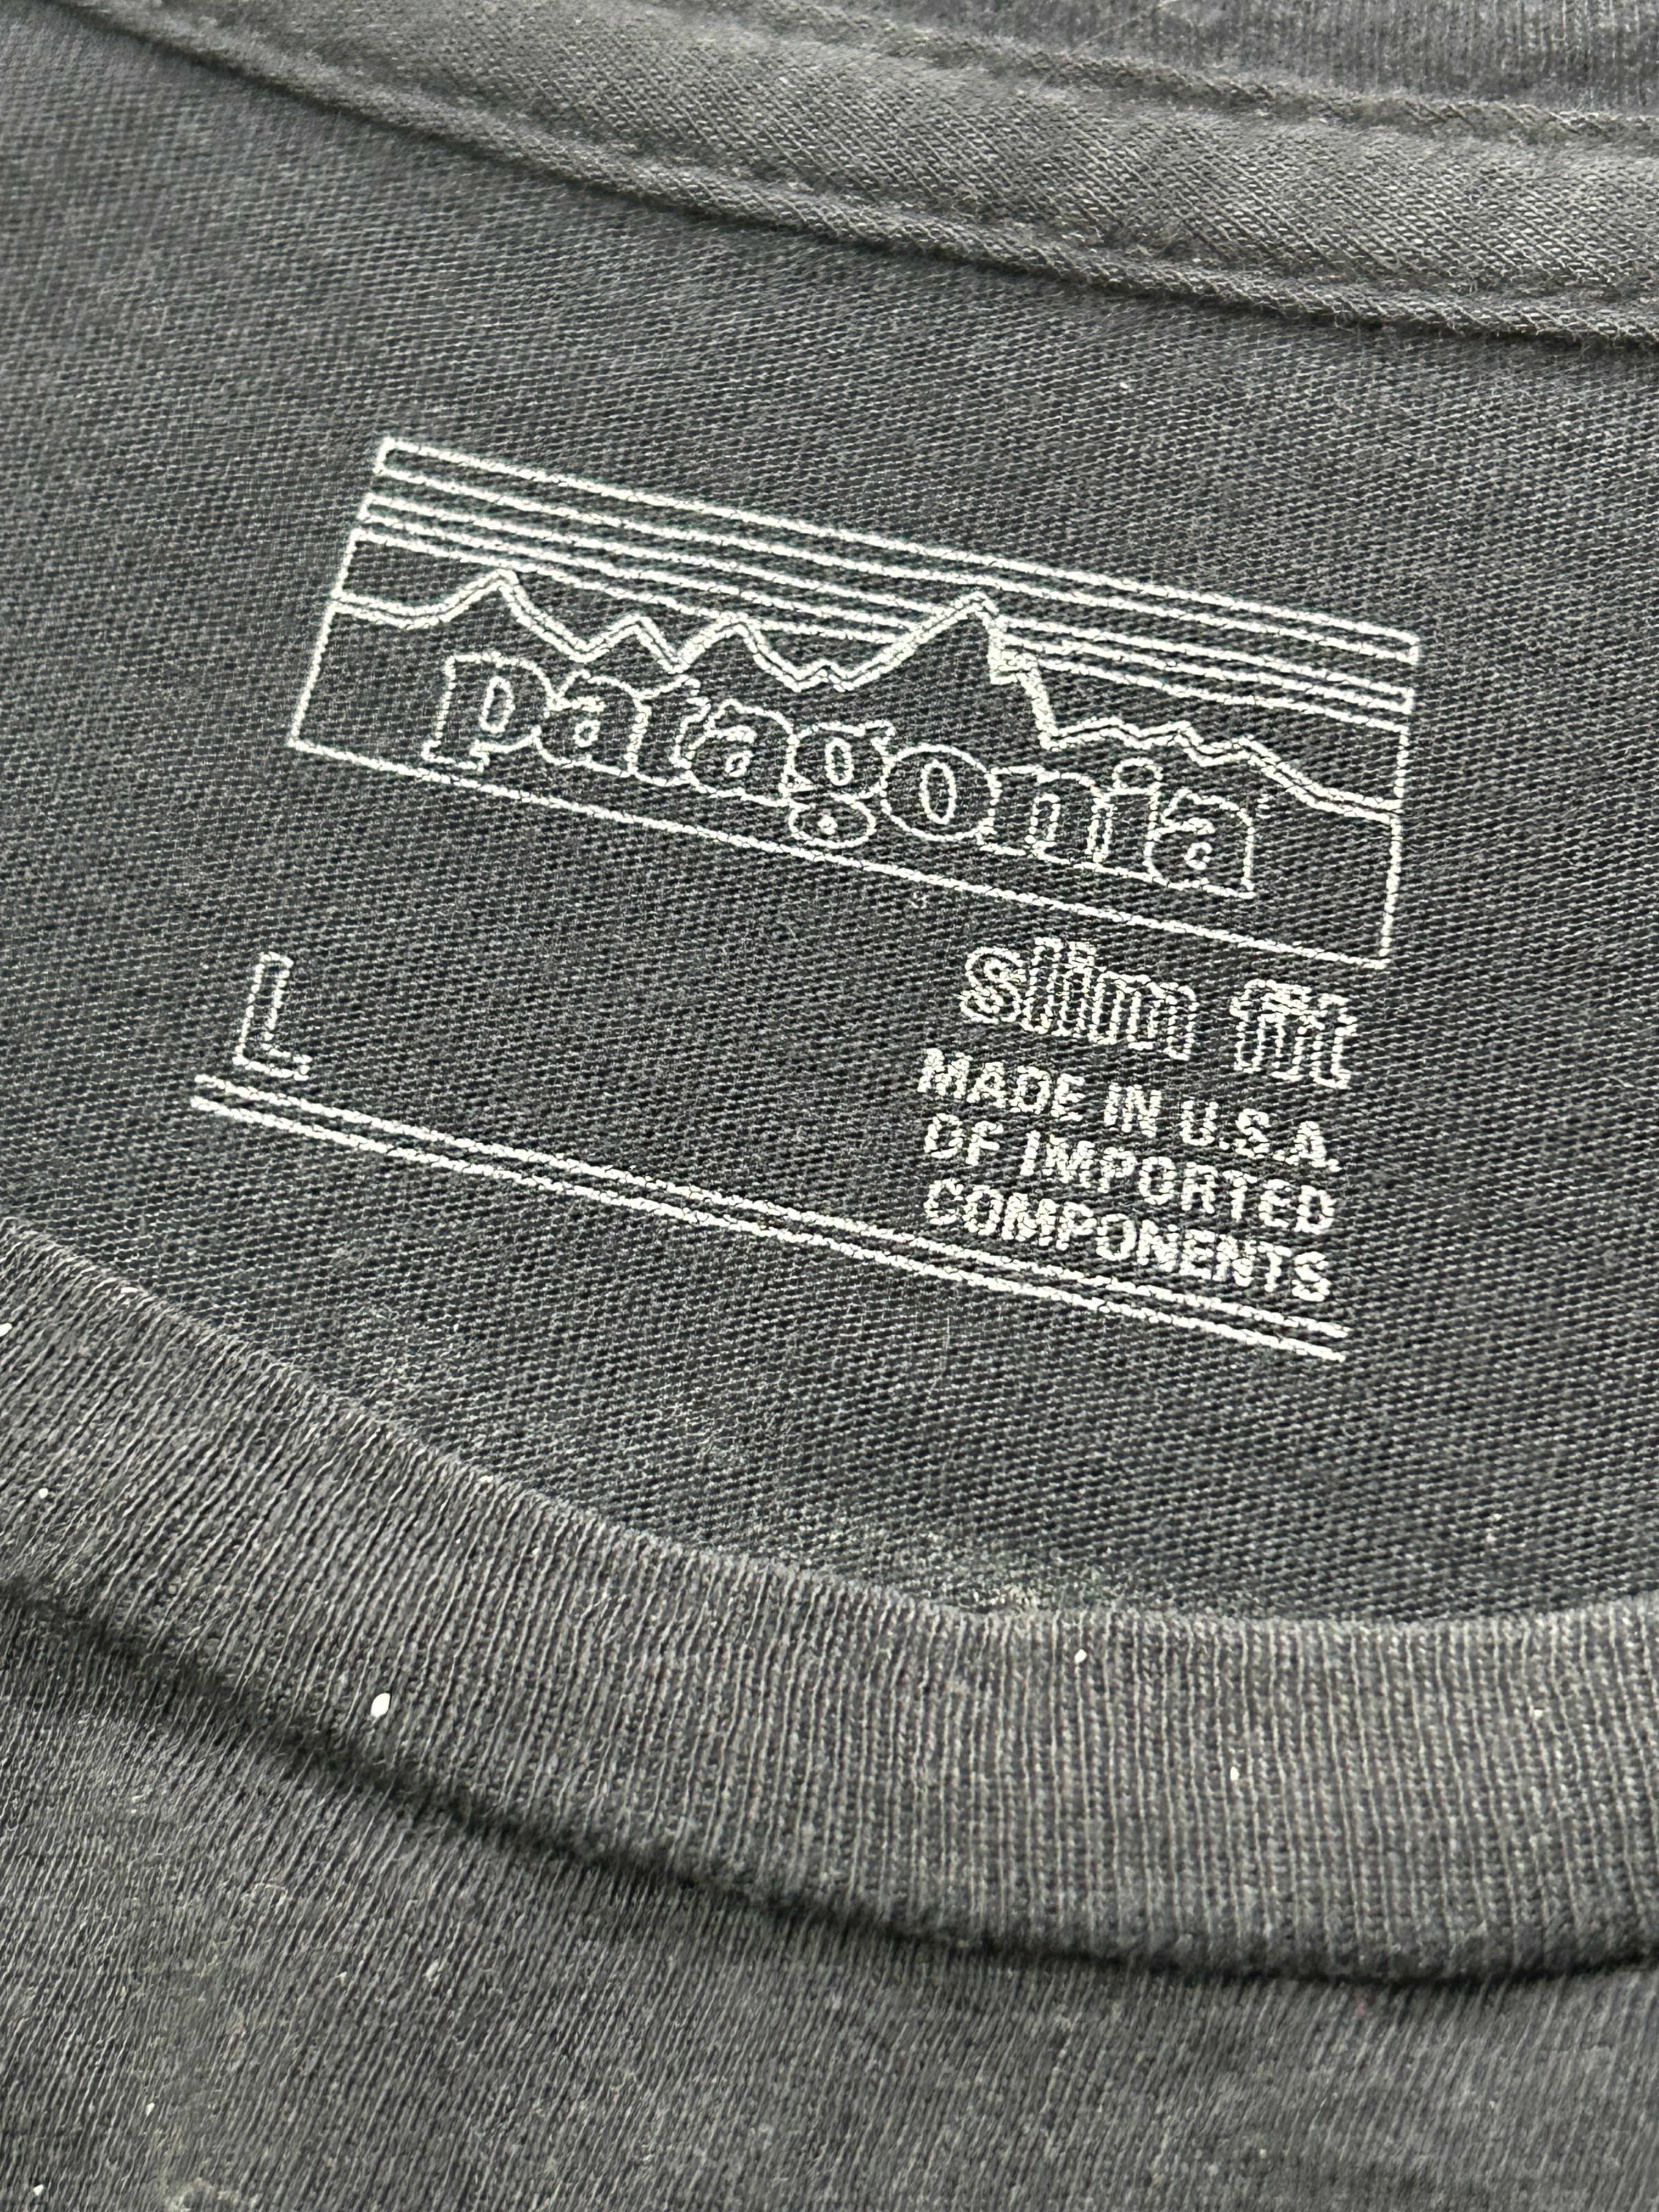 patagonia
L
slim fit
MADE IN U.S.A.
OF IMPORTED
COMPONENTS